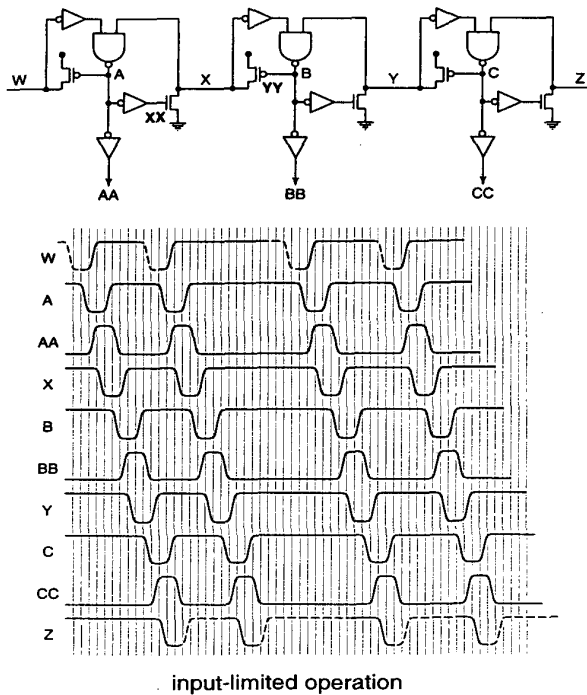 W A X B Y C Z
XX YY
AA BB CC
W
A
AA
X
B
BB
Y
C
CC
Z
input-limited operation